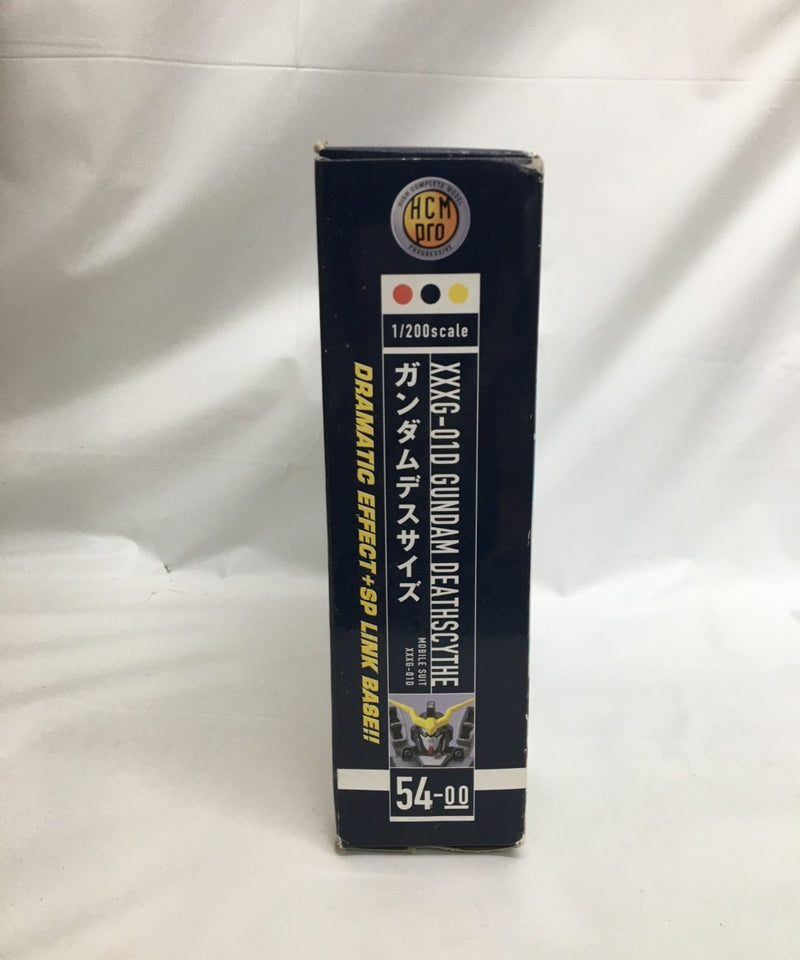 HIGH COMPLETE MODEL
HCM
pro
PROGRESSIVE
1/200scale
XXXG-01D GUNDAM DEATHSCYTHE
ガンダムデスサイズ
MOBILE SUIT
XXXG-01D
DRAMATIC EFFECT+SP LINK BASE!!
54-00